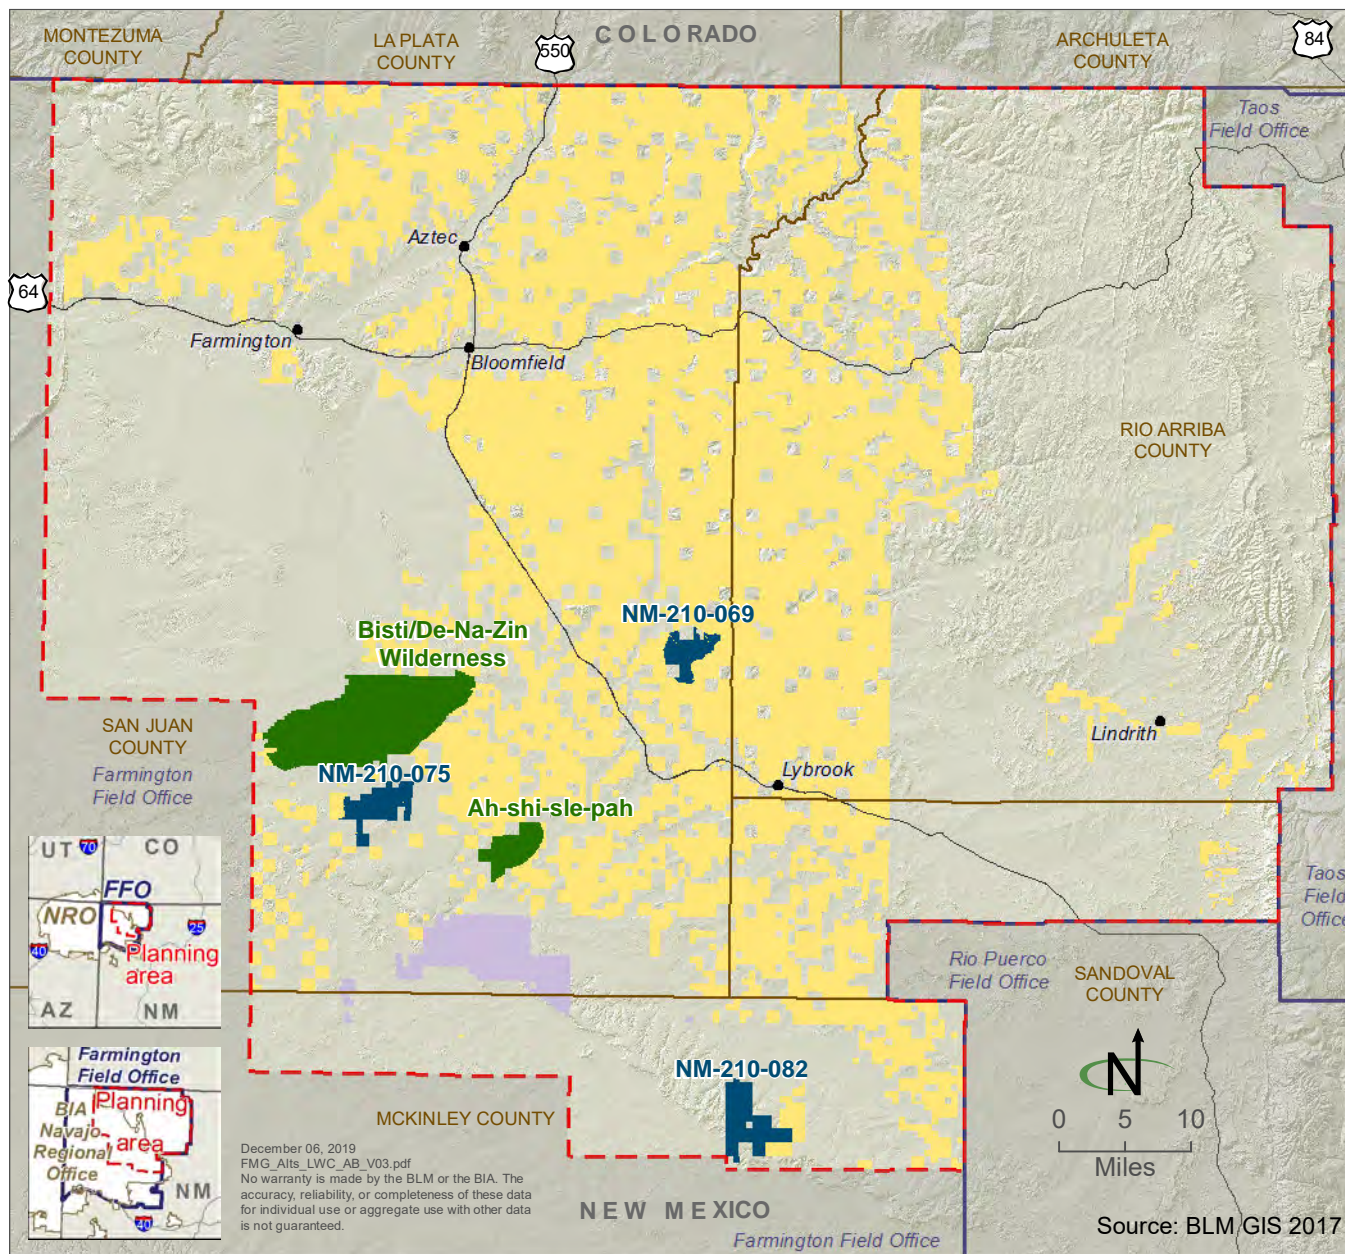 MONTEZUMA
COUNTY
LA PLATA
COUNTY
550
COLORADO
ARCHULETA
COUNTY
84
Taos
Field Office
Aztec
64
Farmington
Bloomfield
RIO ARRIBA
COUNTY
NM-210-069
Bisti/De-Na-Zin
Wilderness
SAN JUAN
COUNTY
Farmington
Field Office
NM-210-075
Lindrith
Lybrook
Ah-shi-sle-pah
UT 70 CO
FFO
NRO
25
40
Planning
area
AZ NM
Taos
Field
Office
Rio Puerco
Field Office
SANDOVAL
COUNTY
Farmington
Field Office
BIA
Navajo
Regional
Office
Planning
area
NM
40
NM-210-082
MCKINLEY COUNTY
N
0 5 10
Miles
December 06, 2019
FMG_Alts_LWC_AB_V03.pdf
No warranty is made by the BLM or the BIA. The
accuracy, reliability, or completeness of these data
for individual use or aggregate use with other data
is not guaranteed.
NEW MEXICO
Farmington Field Office
Source: BLM GIS 2017